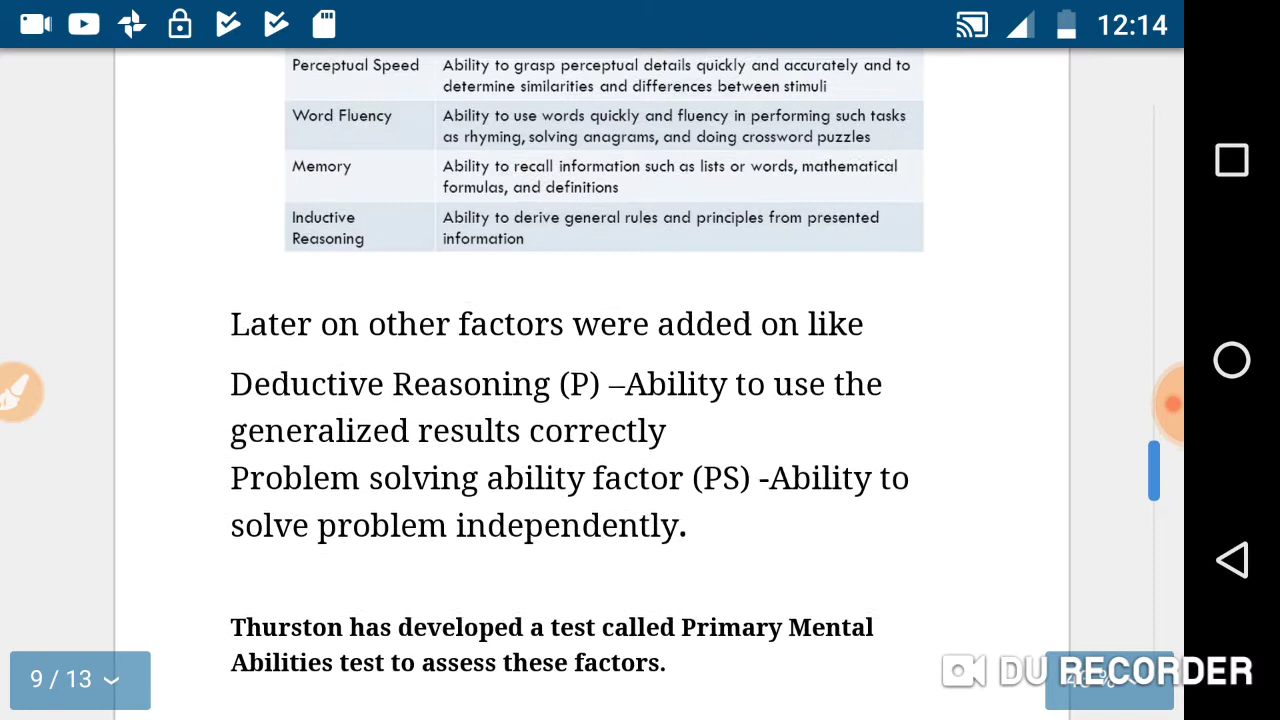 12:14
Perceptual Speed Ability to grasp perceptual details quickly and accurately and to
determine similarities and differences between stimuli
Word Fluency Ability to use words quickly and fluency in performing such tasks
as rhyming, solving anagrams, and doing crossword puzzles
Memory Ability to recall information such as lists or words, mathematical
formulas, and definitions
Inductive Ability to derive general rules and principles from presented
Reasoning information
Later on other factors were added on like
Deductive Reasoning (P) –Ability to use the
generalized results correctly
Problem solving ability factor (PS) -Ability to
solve problem independently.
Thurston has developed a test called Primary Mental
Abilities test to assess these factors.
9 / 13
DU RECORDER